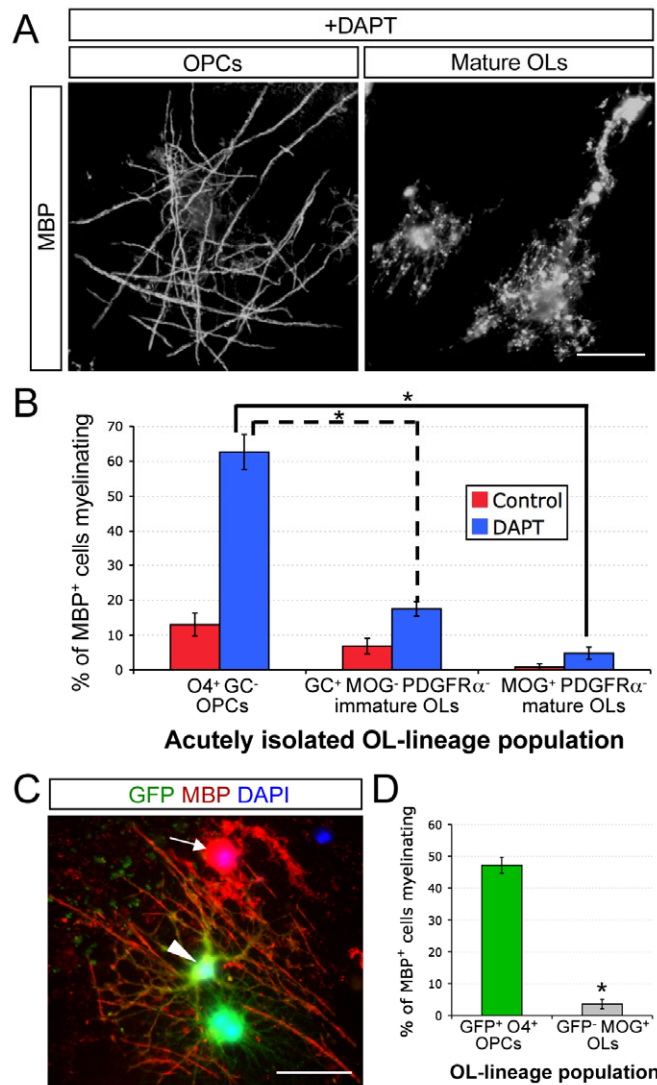 A
+DAPT
OPCs
Mature OLs
MBP
B
% of MBP⁺ cells myelinating
70
60
50
40
30
20
10
0
*
*
Control
DAPT
O4⁺ GC⁻
OPCs
GC⁺ MOG⁻ PDGFRα⁻
immature OLs
MOG⁺ PDGFRα⁻
mature OLs
Acutely isolated OL-lineage population
C
GFP MBP DAPI
D
% of MBP⁺ cells myelinating
60
50
40
30
20
10
0
*
GFP⁺ O4⁺
OPCs
GFP⁻ MOG⁺
OLs
OL-lineage population